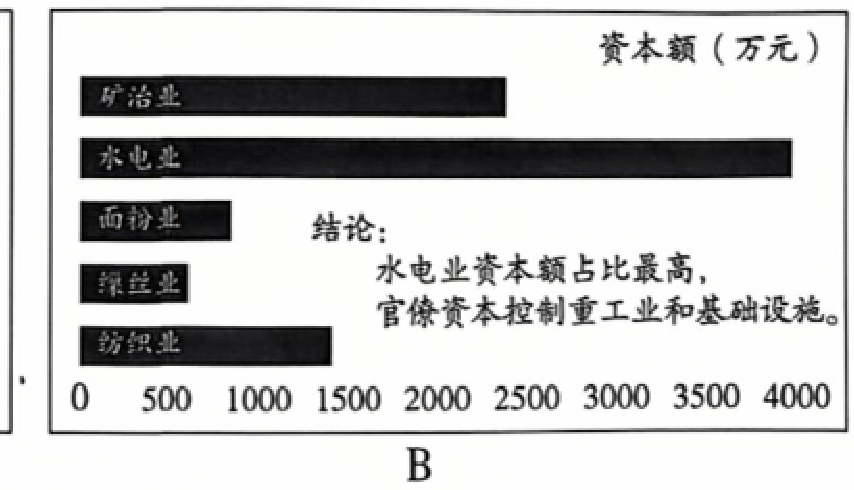 资本额（万元）
矿冶业
水电业
面粉业
缫丝业
纺织业
结论：
水电业资本额占比最高，
官僚资本控制重工业和基础设施。
0 500 1000 1500 2000 2500 3000 3500 4000
B